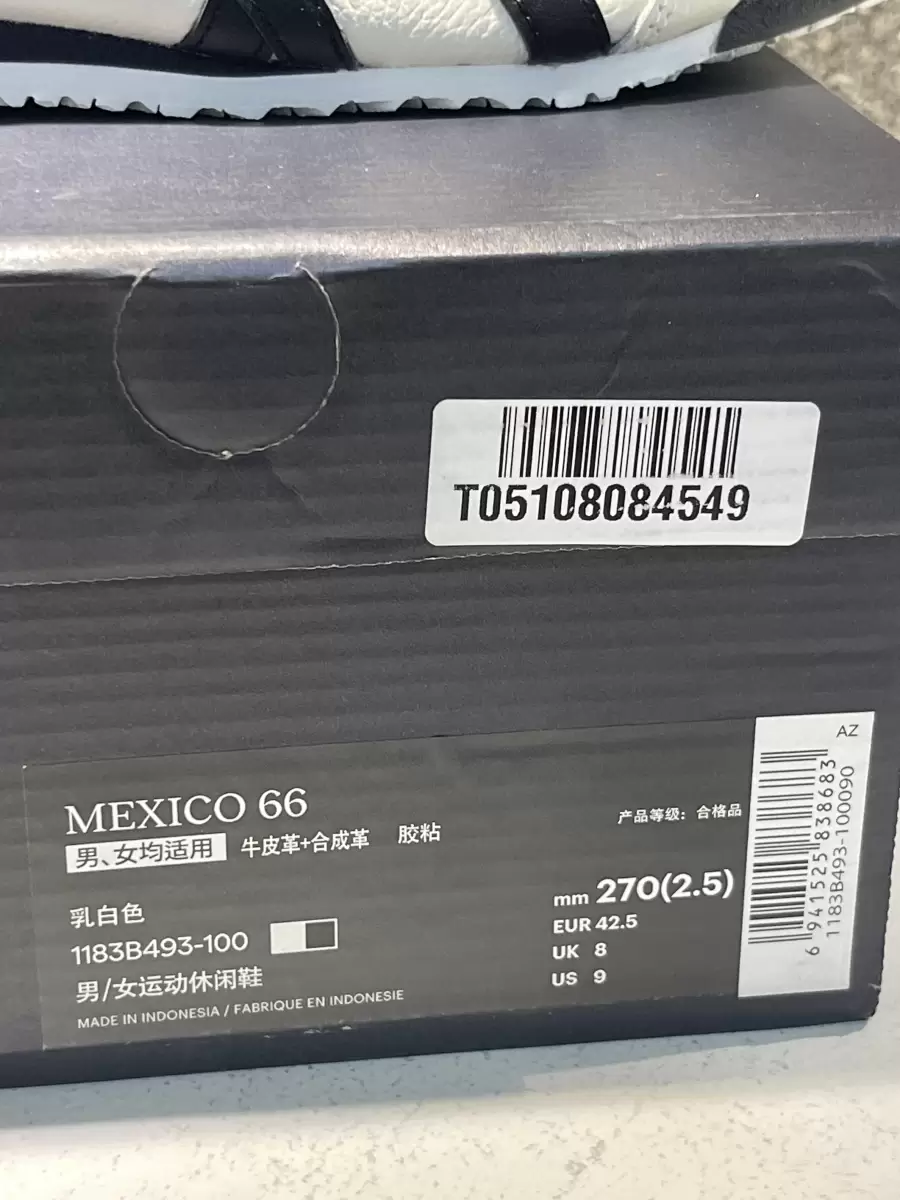 T05108084549
MEXICO 66
男、女均适用 牛皮革+合成革 胶粘
产品等级：合格品
乳白色
1183B493-100
男/女运动休闲鞋
MADE IN INDONESIA / FABRIQUE EN INDONESIE
mm 270(2.5)
EUR 42.5
UK 8
US 9
AZ
6 941525 838683
1183B493-100090